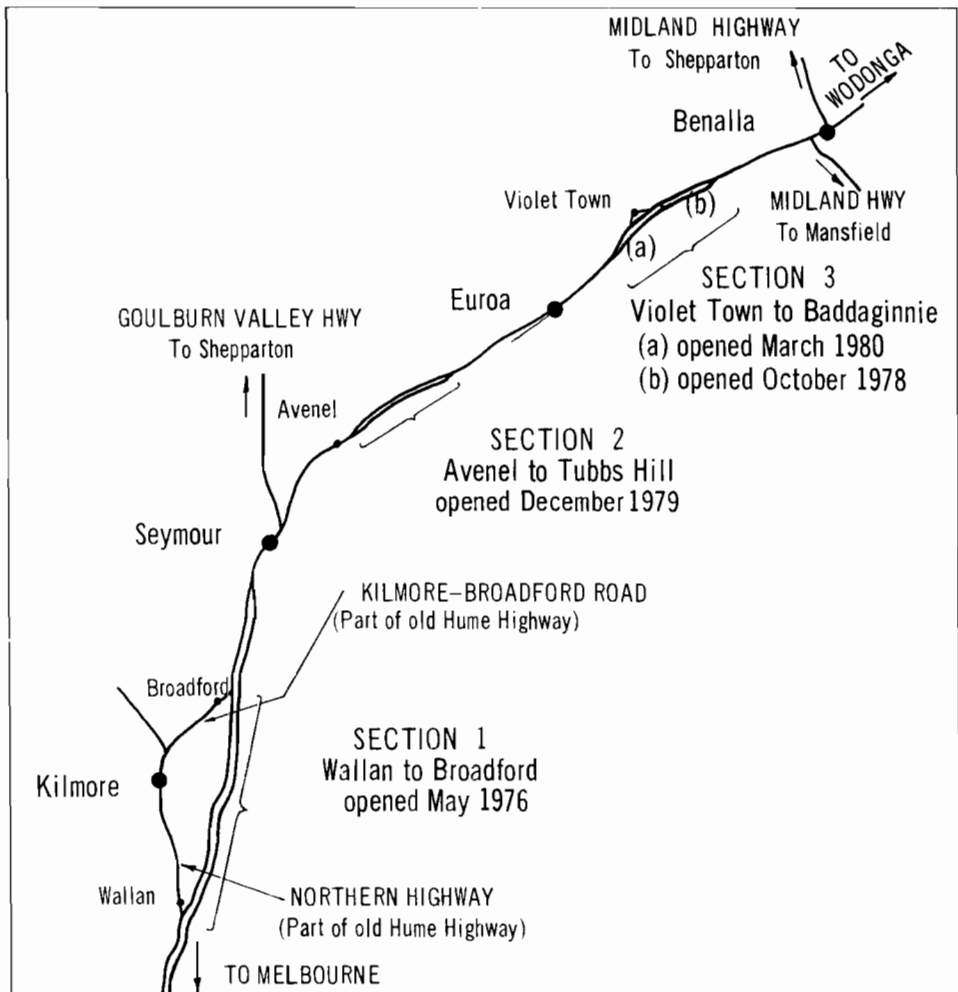 MIDLAND HIGHWAY
To Shepparton
TO
WODONGA
Benalla
Violet Town
(b)
MIDLAND HWY
To Mansfield
(a)
SECTION 3
Violet Town to Baddaginnie
(a) opened March 1980
(b) opened October 1978
Euroa
GOULBURN VALLEY HWY
To Shepparton
Avenel
SECTION 2
Avenel to Tubbs Hill
opened December 1979
Seymour
KILMORE-BROADFORD ROAD
(Part of old Hume Highway)
Broadford
SECTION 1
Wallan to Broadford
opened May 1976
Kilmore
Wallan
NORTHERN HIGHWAY
(Part of old Hume Highway)
TO MELBOURNE